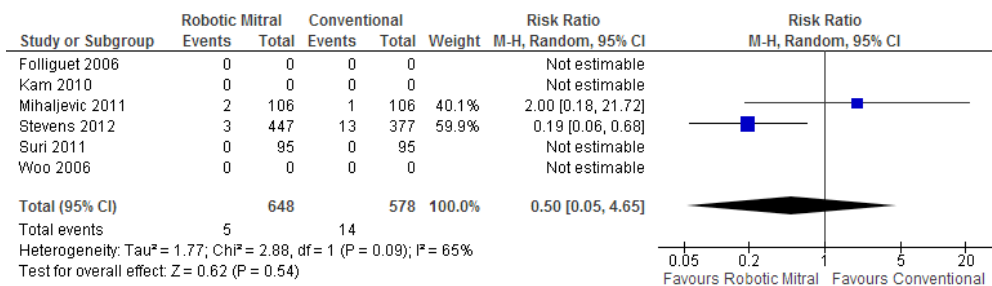 Robotic Mitral Conventional Risk Ratio Risk Ratio
Study or Subgroup Events Total Events Total Weight M-H, Random, 95% CI M-H, Random, 95% CI
Folliguet 2006 0 0 0 0 Not estimable
Kam 2010 0 0 0 0 Not estimable
Mihaljevic 2011 2 106 1 106 40.1% 2.00 [0.18, 21.72]
Stevens 2012 3 447 13 377 59.9% 0.19 [0.06, 0.68]
Suri 2011 0 95 0 95 Not estimable
Woo 2006 0 0 0 0 Not estimable
Total (95% CI) 648 578 100.0% 0.50 [0.05, 4.65]
Total events 5 14
Heterogeneity: Tau² = 1.77; Chi² = 2.88, df = 1 (P = 0.09); I² = 65%
Test for overall effect: Z = 0.62 (P = 0.54)
0.05 0.2 1 5 20
Favours Robotic Mitral Favours Conventional